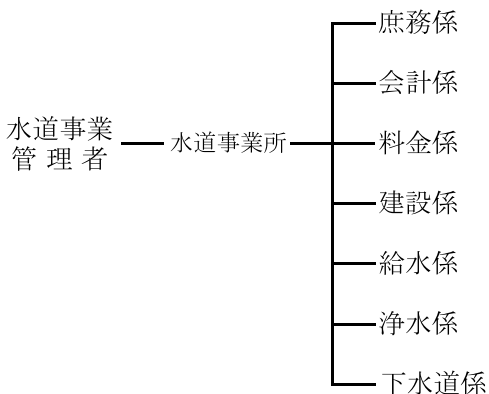 水道事業
管理者
水道事業所
庶務係
会計係
料金係
建設係
給水係
浄水係
下水道係